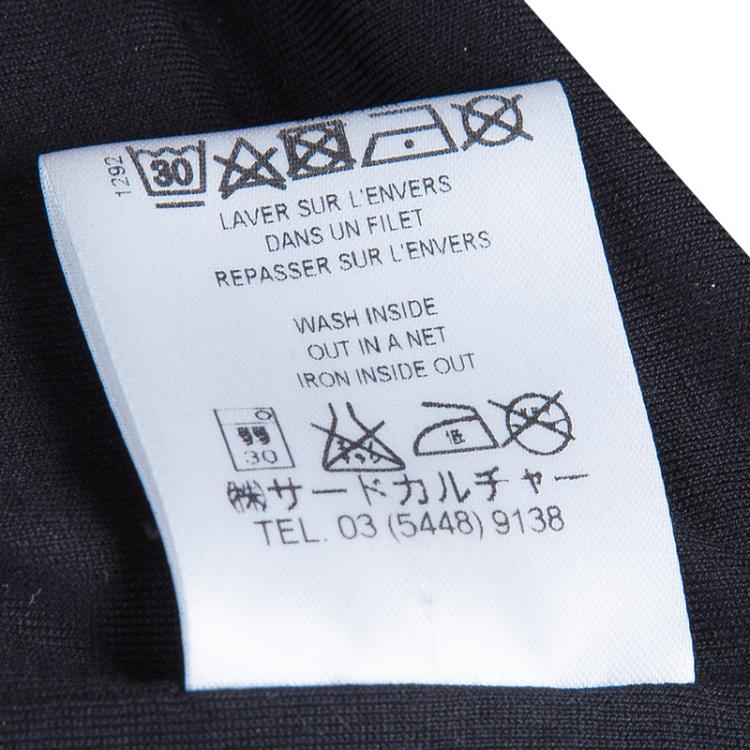 1292
30
LAVER SUR L'ENVERS
DANS UN FILET
REPASSER SUR L'ENVERS
WASH INSIDE
OUT IN A NET
IRON INSIDE OUT
30 低
㈱サードカルチャー
TEL. 03 (5448) 9138